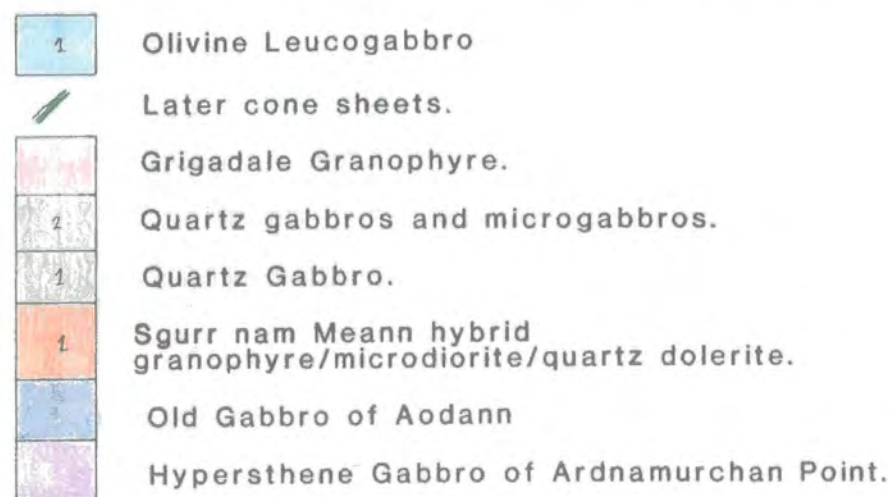 1 Olivine Leucogabbro
Later cone sheets.
Grigadale Granophyre.
2 Quartz gabbros and microgabbros.
1 Quartz Gabbro.
1 Sgurr nam Meann hybrid
granophyre/microdiorite/quartz dolerite.
Old Gabbro of Aodann
Hypersthene Gabbro of Ardnamurchan Point.